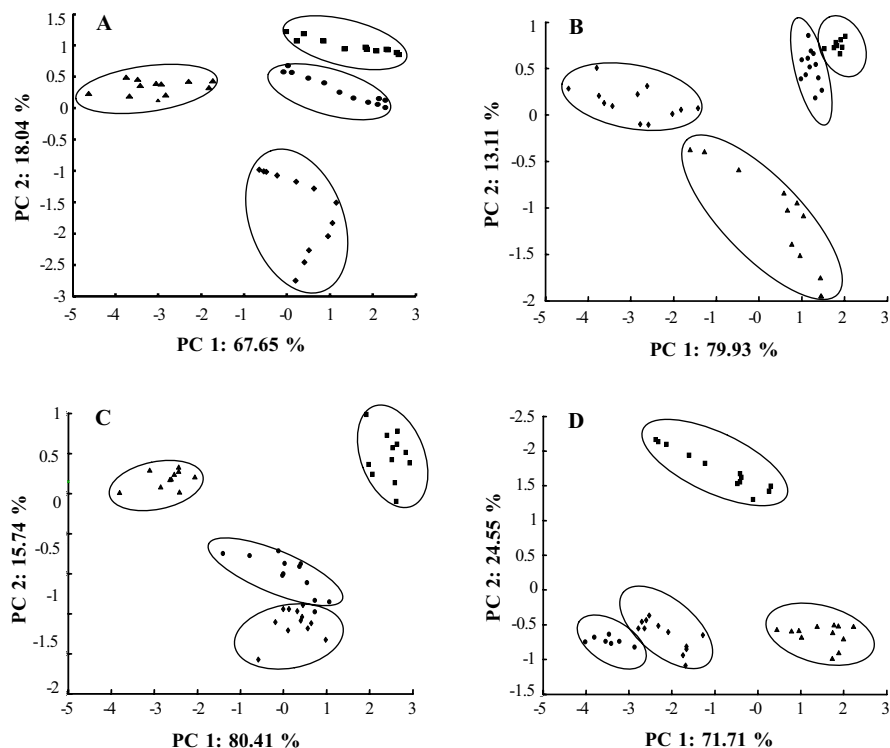 A
1.5
1
0.5
0
-0.5
-1
-1.5
-2
-2.5
-3
PC 2: 18.04 %
-5 -4 -3 -2 -1 -0 1 2 3
PC 1: 67.65 %
B
1
0.5
0
-0.5
-1
-1.5
-2
PC 2: 13.11 %
-5 -4 -3 -2 -1 -0 1 2 3
PC 1: 79.93 %
C
1
0.5
0
-0.5
-1
-1.5
-2
PC 2: 15.74 %
-5 -4 -3 -2 -1 -0 1 2 3
PC 1: 80.41 %
D
-2.5
-2
1.5
1
0.5
0
-0.5
-1
-1.5
PC 2: 24.55 %
-5 -4 -3 -2 -1 -0 1 2 3
PC 1: 71.71 %